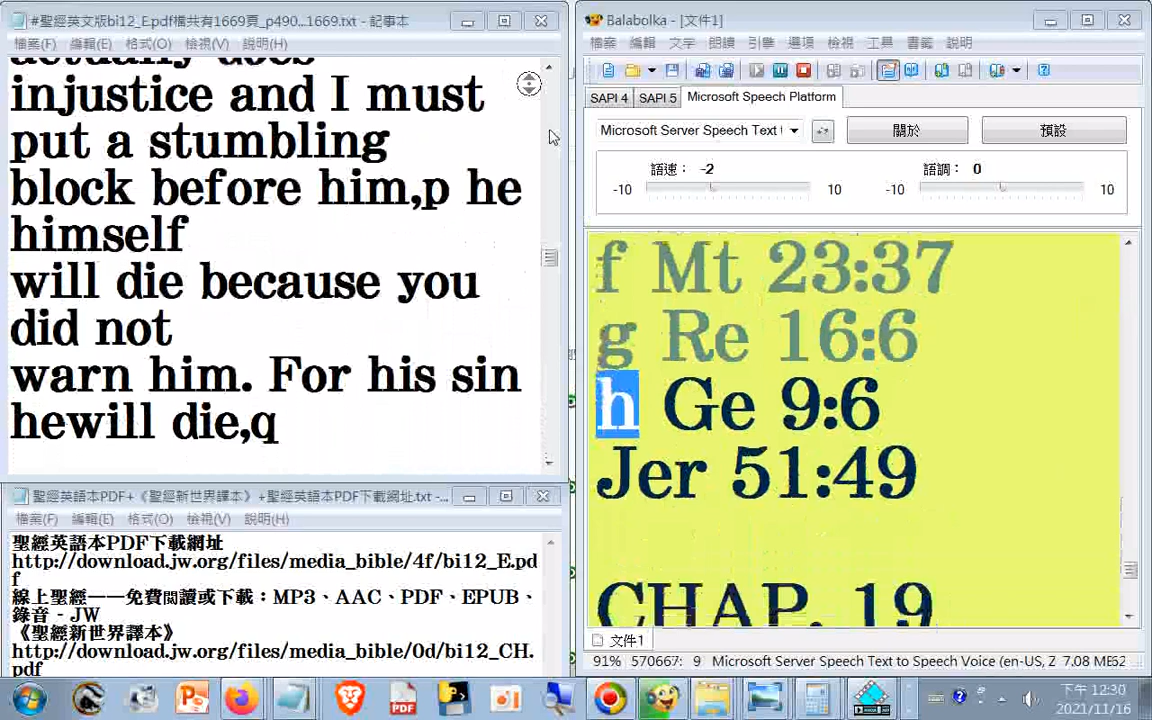 #聖經英文版bi12_E.pdf檔共有1669頁_p490...1669.txt - 記事本
檔案(F) 編輯(E) 格式(O) 檢視(V) 說明(H)
actually does
injustice and I must
put a stumbling
block before him,p he
himself
will die because you
did not
warn him. For his sin
hewill die,q
聖經英語本PDF+《聖經新世界譯本》+聖經英語本PDF下載網址.txt -...
檔案(F) 編輯(E) 格式(O) 檢視(V) 說明(H)
聖經英語本PDF下載網址
http://download.jw.org/files/media_bible/4f/bi12_E.pd
f
線上聖經——免費閱讀或下載：MP3、AAC、PDF、EPUB、
錄音 - JW
《聖經新世界譯本》
http://download.jw.org/files/media_bible/0d/bi12_CH.
pdf
Balabolka - [文件1]
檔案 編輯 文字 朗讀 引擎 選項 檢視 工具 書籤 說明
SAPI 4 SAPI 5 Microsoft Speech Platform
Microsoft Server Speech Text 關於 預設
語速： -2 語調： 0
-10 10 -10 10
f Mt 23:37
g Re 16:6
h Ge 9:6
Jer 51:49
CHAP. 19
文件1
91% 570667: 9 Microsoft Server Speech Text to Speech Voice (en-US, Z 7.08 ME52
PDF
下午 12:30
2021/11/16